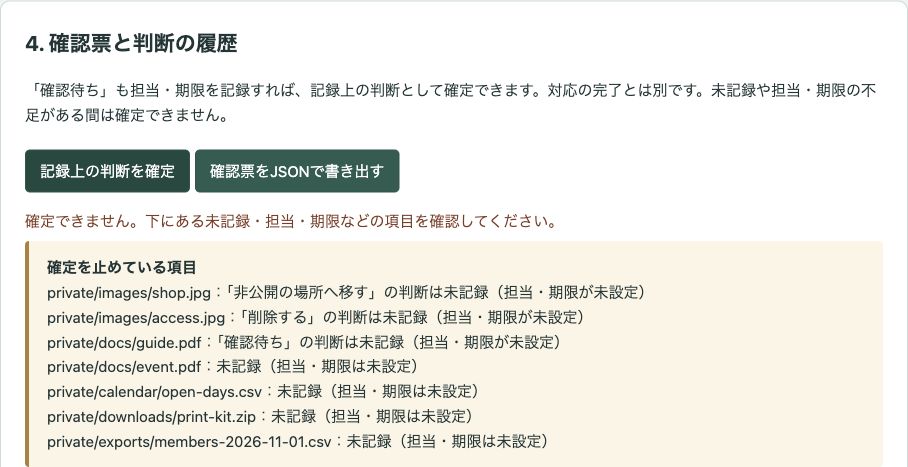 4. 確認票と判断の履歴
「確認待ち」も担当・期限を記録すれば、記録上の判断として確定できます。対応の完了とは別です。未記録や担当・期限の不
足がある間は確定できません。
記録上の判断を確定 確認票をJSONで書き出す
確定できません。下にある未記録・担当・期限などの項目を確認してください。
確定を止めている項目
private/images/shop.jpg：「非公開の場所へ移す」の判断は未記録（担当・期限が未設定）
private/images/access.jpg：「削除する」の判断は未記録（担当・期限が未設定）
private/docs/guide.pdf：「確認待ち」の判断は未記録（担当・期限が未設定）
private/docs/event.pdf：未記録（担当・期限は未設定）
private/calendar/open-days.csv：未記録（担当・期限は未設定）
private/downloads/print-kit.zip：未記録（担当・期限は未設定）
private/exports/members-2026-11-01.csv：未記録（担当・期限は未設定）